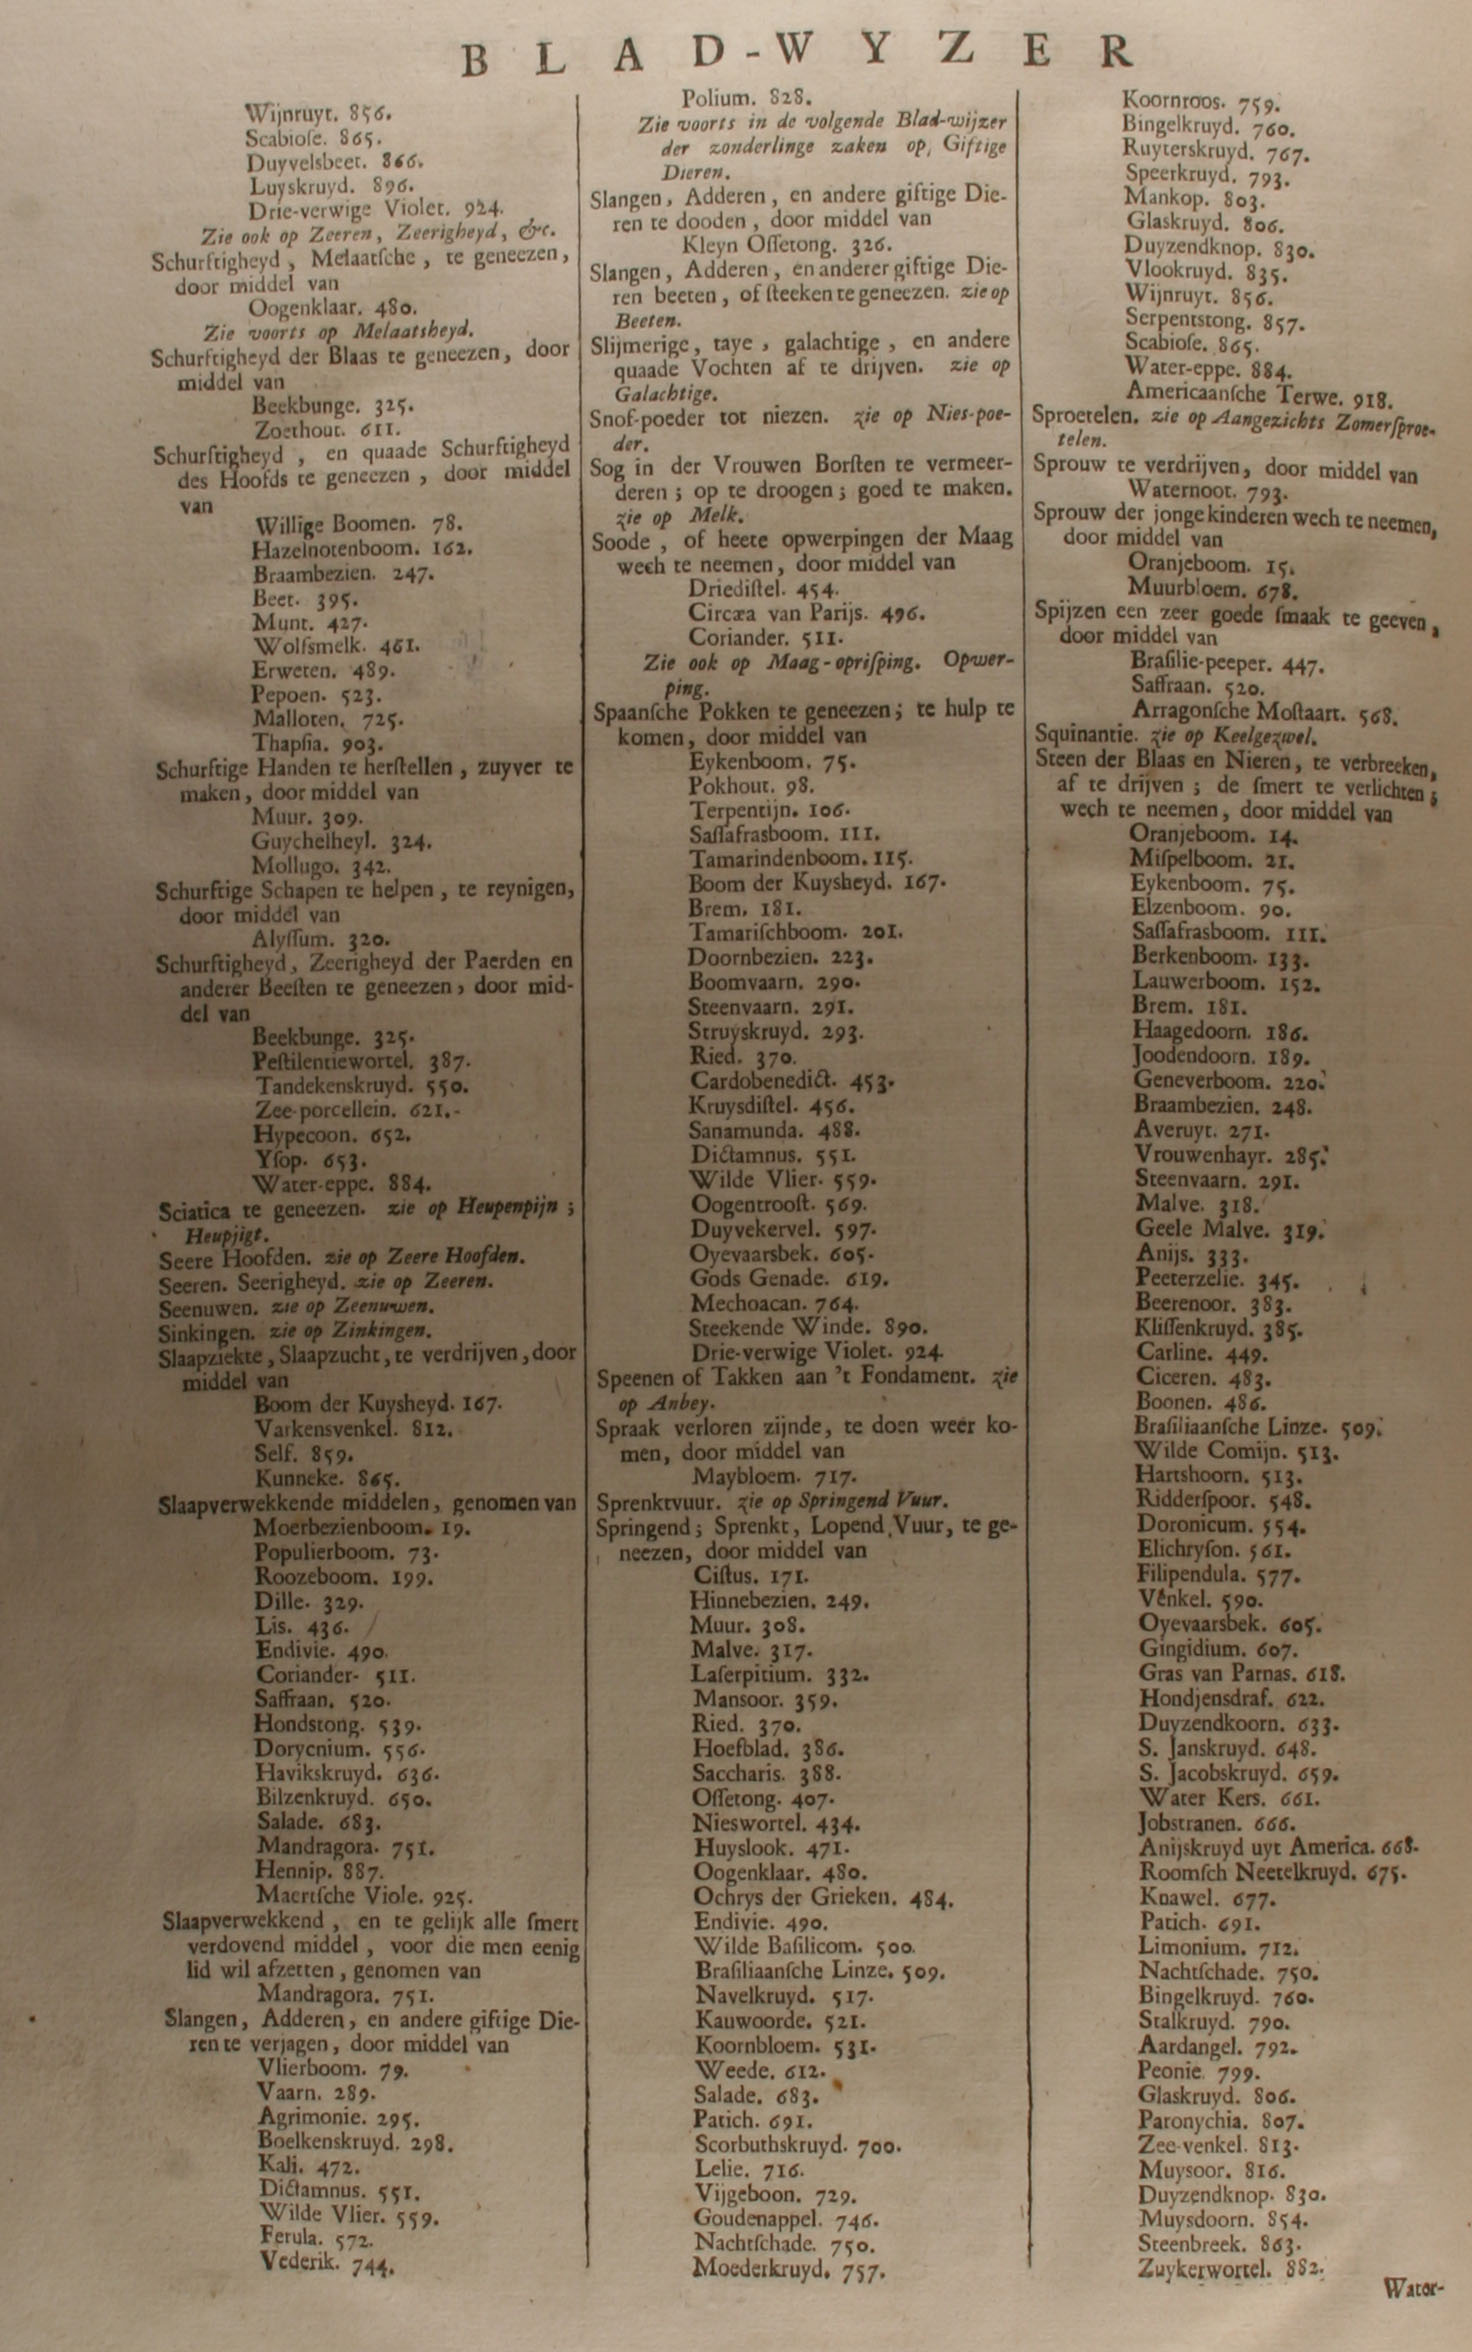 BLAD-WYZER
Wijnruyt. 856.
Scabiose. 865.
Duyvelsbeet. 866.
Luyskruyd. 896.
Drie-verwige Violet. 924.
Zie ook op Zeeren, Zeerigheyd, &c.
Schurftigheyd, Melaatsche, te geneezen,
door middel van
Oogenklaar. 480.
Zie voorts op Melaatsheyd.
Schurftigheyd der Blaas te geneezen, door
middel van
Beekbunge. 325.
Zoethout. 611.
Schurftigheyd, en quaade Schurftigheyd
des Hoofds te geneezen, door middel
van
Willige Boomen. 78.
Hazelnotenboom. 162.
Braambezien. 247.
Beet. 395.
Munt. 427.
Wolfsmelk. 461.
Erweten. 489.
Pepoen. 523.
Malloten. 725.
Thapsia. 903.
Schurftige Handen te herstellen, zuyver te
maken, door middel van
Muur. 309.
Guychelheyl. 324.
Mollugo. 342.
Schurftige Schapen te helpen, te reynigen,
door middel van
Alyssum. 320.
Schurftigheyd, Zeerigheyd der Paerden en
anderer Beesten te geneezen, door mid-
del van
Beekbunge. 325.
Pestilentiewortel. 387.
Tandekenskruyd. 550.
Zee-porcellein. 621.
Hypecoon. 652.
Ysop. 653.
Water-eppe. 884.
Sciatica te geneezen. zie op Heupenpijn;
Heupjigt.
Seere Hoofden. zie op Zeere Hoofden.
Seeren. Seerigheyd. zie op Zeeren.
Seenuwen. zie op Zeenuwen.
Sinkingen. zie op Zinkingen.
Slaapziekte, Slaapzucht, te verdrijven, door
middel van
Boom der Kuysheyd. 167.
Varkensvenkel. 812.
Self. 859.
Kunneke. 865.
Slaapverwekkende middelen, genomen van
Moerbezienboom. 19.
Populierboom. 73.
Roozeboom. 199.
Dille. 329.
Lis. 436.
Endivie. 490.
Coriander. 511.
Saffraan. 520.
Hondstong. 539.
Dorycnium. 556.
Havikskruyd. 636.
Bilzenkruyd. 650.
Salade. 683.
Mandragora. 751.
Hennip. 887.
Maertsche Viole. 925.
Slaapverwekkend, en te gelijk alle smert
verdovend middel, voor die men eenig
lid wil afzetten, genomen van
Mandragora. 751.
Slangen, Adderen, en andere giftige Die-
ren te verjagen, door middel van
Vlierboom. 79.
Vaarn. 289.
Agrimonie. 295.
Boelkenskruyd. 298.
Kali. 472.
Dictamnus. 551.
Wilde Vlier. 559.
Ferula. 572.
Vederik. 744.
Polium. 828.
Zie voorts in de volgende Blad-wijzer
der zonderlinge zaken op, Giftige
Dieren.
Slangen, Adderen, en andere giftige Die-
ren te dooden, door middel van
Kleyn Ossetong. 326.
Slangen, Adderen, en anderer giftige Die-
ren beeten, of steeken te geneezen. zie op
Beeten.
Slijmerige, taye, galachtige, en andere
quaade Vochten af te drijven. zie op
Galachtige.
Snof-poeder tot niezen. zie op Nies-poe-
der.
Sog in der Vrouwen Borsten te vermeer-
deren; op te droogen; goed te maken.
zie op Melk.
Soode, of heete opwerpingen der Maag
wech te neemen, door middel van
Driedistel. 454.
Circæa van Parijs. 496.
Coriander. 511.
Zie ook op Maag-oprisping. Opwer-
ping.
Spaansche Pokken te geneezen; te hulp te
komen, door middel van
Eykenboom. 75.
Pokhout. 98.
Terpentijn. 106.
Sassafrasboom. 111.
Tamarindenboom. 115.
Boom der Kuysheyd. 167.
Brem. 181.
Tamarischboom. 201.
Doornbezien. 223.
Boomvaarn. 290.
Steenvaarn. 291.
Struyskruyd. 293.
Ried. 370.
Cardobenedict. 453.
Kruysdistel. 456.
Sanamunda. 488.
Dictamnus. 551.
Wilde Vlier. 559.
Oogentroost. 569.
Duyvekervel. 597.
Oyevaarsbek. 605.
Gods Genade. 619.
Mechoacan. 764.
Steekende Winde. 890.
Drie-verwige Violet. 924.
Speenen of Takken aan 't Fondament. zie
op Anbey.
Spraak verloren zijnde, te doen weer ko-
men, door middel van
Maybloem. 717.
Sprenktvuur. zie op Springend Vuur.
Springend; Sprenkt, Lopend Vuur, te ge-
neezen, door middel van
Cistus. 171.
Hinnebezien. 249.
Muur. 308.
Malve. 317.
Laserpitium. 332.
Mansoor. 359.
Ried. 370.
Hoefblad. 386.
Saccharis. 388.
Ossetong. 407.
Nieswortel. 434.
Huyslook. 471.
Oogenklaar. 480.
Ochrys der Grieken. 484.
Endivie. 490.
Wilde Basilicom. 500.
Brasiliaansche Linze. 509.
Navelkruyd. 517.
Kauwoorde. 521.
Koornbloem. 531.
Weede. 612.
Salade. 683.
Patich. 691.
Scorbuthskruyd. 700.
Lelie. 716.
Vijgeboon. 729.
Goudenappel. 746.
Nachtschade. 750.
Moederkruyd. 757.
Koornroos. 759.
Bingelkruyd. 760.
Ruyterskruyd. 767.
Speerkruyd. 793.
Mankop. 803.
Glaskruyd. 806.
Duyzendknop. 830.
Vlookruyd. 835.
Wijnruyt. 856.
Serpentstong. 857.
Scabiose. 865.
Water-eppe. 884.
Americaansche Terwe. 918.
Sproetelen. zie op Aangezichts Zomersproe-
telen.
Sprouw te verdrijven, door middel van
Waternoot. 793.
Sprouw der jonge kinderen wech te neemen,
door middel van
Oranjeboom. 15.
Muurbloem. 678.
Spijzen een zeer goede smaak te geeven,
door middel van
Brasilie-peeper. 447.
Saffraan. 520.
Arragonsche Mostaart. 568.
Squinantie. zie op Keelgezwel.
Steen der Blaas en Nieren, te verbreeken,
af te drijven; de smert te verlichten;
wech te neemen, door middel van
Oranjeboom. 14.
Mispelboom. 21.
Eykenboom. 75.
Elzenboom. 90.
Sassafrasboom. 111.
Berkenboom. 133.
Lauwerboom. 152.
Brem. 181.
Haagedoorn. 186.
Joodendoorn. 189.
Geneverboom. 220.
Braambezien. 248.
Averuyt. 271.
Vrouwenhayr. 285.
Steenvaarn. 291.
Malve. 318.
Geele Malve. 319.
Anijs. 333.
Peeterzelie. 345.
Beerenoor. 383.
Klissenkruyd. 385.
Carline. 449.
Ciceren. 483.
Boonen. 486.
Brasiliaansche Linze. 509.
Wilde Comijn. 513.
Hartshoorn. 513.
Ridderspoor. 548.
Doronicum. 554.
Elichryson. 561.
Filipendula. 577.
Venkel. 590.
Oyevaarsbek. 605.
Gingidium. 607.
Gras van Parnas. 618.
Hondjensdraf. 622.
Duyzendkoorn. 633.
S. Janskruyd. 648.
S. Jacobskruyd. 659.
Water Kers. 661.
Jobstranen. 666.
Anijskruyd uyt America. 668.
Roomsch Neetelkruyd. 675.
Knawel. 677.
Patich. 691.
Limonium. 712.
Nachtschade. 750.
Bingelkruyd. 760.
Stalkruyd. 790.
Aardangel. 792.
Peonie. 799.
Glaskruyd. 806.
Paronychia. 807.
Zee-venkel. 813.
Muysoor. 816.
Duyzendknop. 830.
Muysdoorn. 854.
Steenbreek. 863.
Zuykerwortel. 882.
Water-